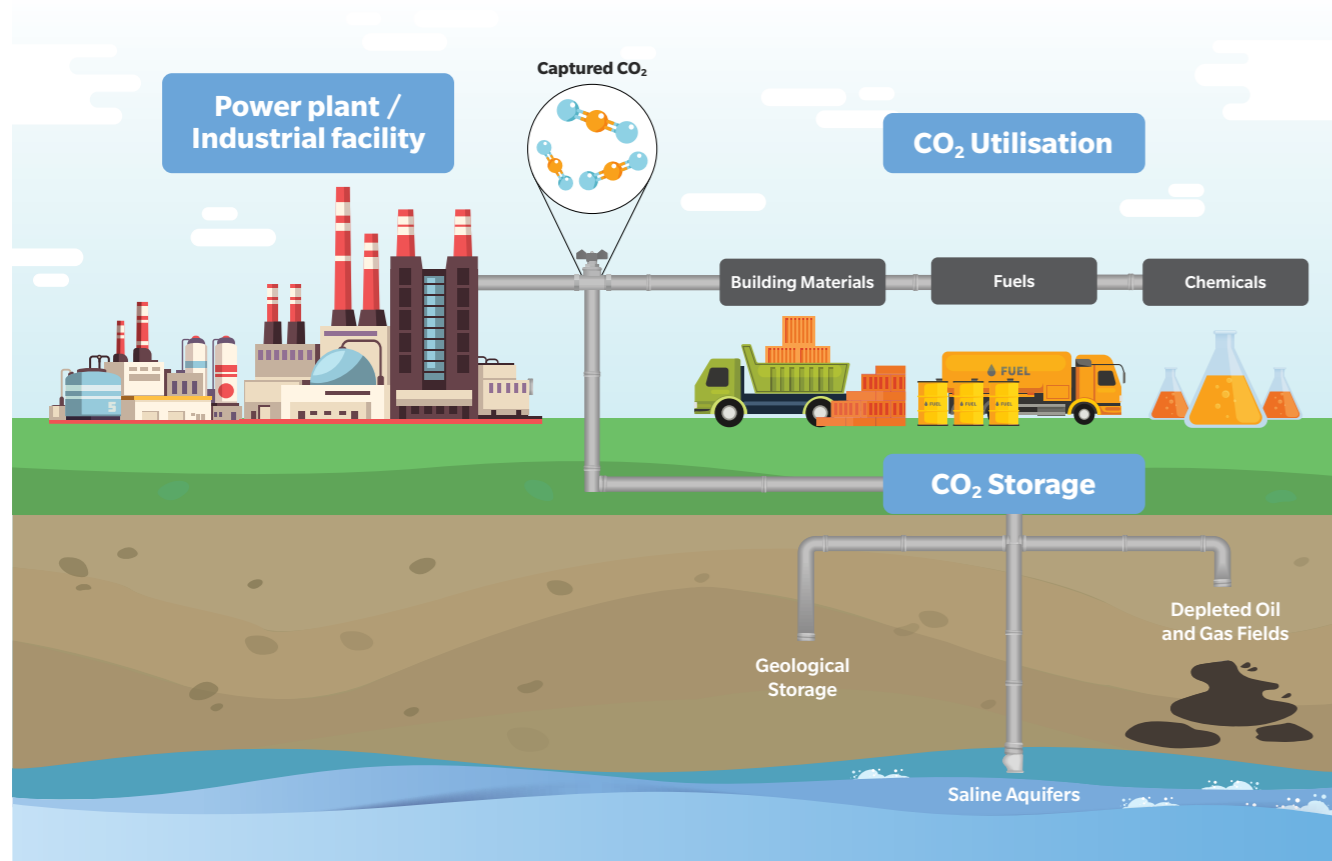 Captured CO₂
Power plant /
Industrial facility
CO₂ Utilisation
Building Materials
Fuels
Chemicals
FUEL
FUEL
FUEL
FUEL
S
CO₂ Storage
Depleted Oil
and Gas Fields
Geological
Storage
Saline Aquifers